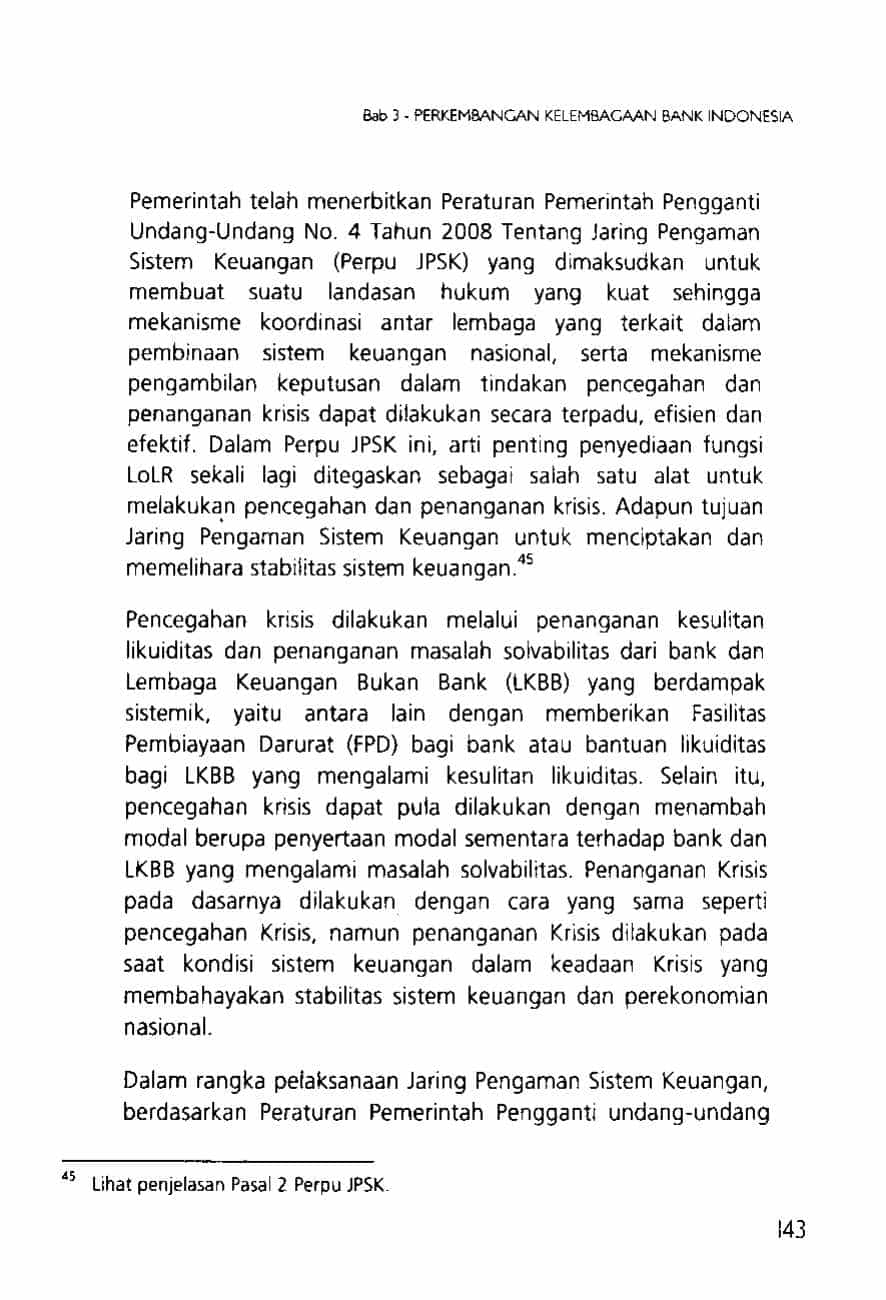 Bab 3 - PERKEMBANGAN KELEMBAGAAN BANK INDONESIA
Pemerintah telah menerbitkan Peraturan Pemerintah Pengganti
Undang-Undang No. 4 Tahun 2008 Tentang Jaring Pengaman
Sistem Keuangan (Perpu JPSK) yang dimaksudkan untuk
membuat suatu landasan hukum yang kuat sehingga
mekanisme koordinasi antar lembaga yang terkait dalam
pembinaan sistem keuangan nasional, serta mekanisme
pengambilan keputusan dalam tindakan pencegahan dan
penanganan krisis dapat dilakukan secara terpadu, efisien dan
efektif. Dalam Perpu JPSK ini, arti penting penyediaan fungsi
LoLR sekali lagi ditegaskan sebagai salah satu alat untuk
melakukan pencegahan dan penanganan krisis. Adapun tujuan
Jaring Pengaman Sistem Keuangan untuk menciptakan dan
memelihara stabilitas sistem keuangan.45
Pencegahan krisis dilakukan melalui penanganan kesulitan
likuiditas dan penanganan masalah solvabilitas dari bank dan
Lembaga Keuangan Bukan Bank (LKBB) yang berdampak
sistemik, yaitu antara lain dengan memberikan Fasilitas
Pembiayaan Darurat (FPD) bagi bank atau bantuan likuiditas
bagi LKBB yang mengalami kesulitan likuiditas. Selain itu,
pencegahan krisis dapat pula dilakukan dengan menambah
modal berupa penyertaan modal sementara terhadap bank dan
LKBB yang mengalami masalah solvabilitas. Penanganan Krisis
pada dasarnya dilakukan dengan cara yang sama seperti
pencegahan Krisis, namun penanganan Krisis dilakukan pada
saat kondisi sistem keuangan dalam keadaan Krisis yang
membahayakan stabilitas sistem keuangan dan perekonomian
nasional.
Dalam rangka pelaksanaan Jaring Pengaman Sistem Keuangan,
berdasarkan Peraturan Pemerintah Pengganti undang-undang
45 Lihat penjelasan Pasal 2 Perpu JPSK.
143